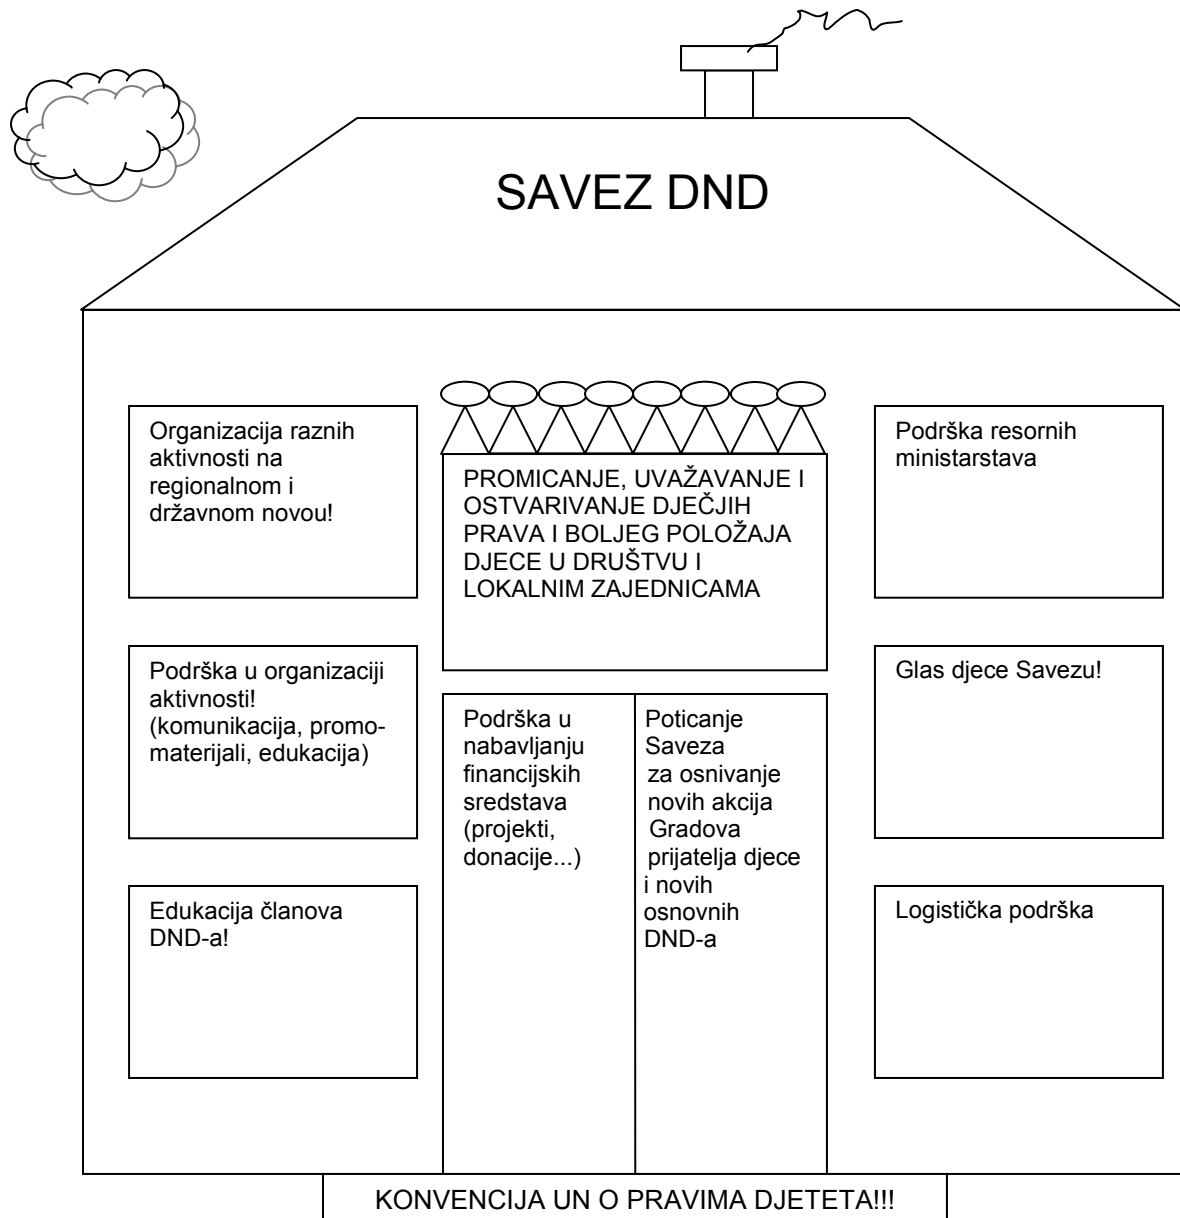 SAVEZ DND
Organizacija raznih
aktivnosti na
regionalnom i
državnom novou!
Podrška u organizaciji
aktivnosti!
(komunikacija, promo-
materijali, edukacija)
Edukacija članova
DND-a!
PROMICANJE, UVAŽAVANJE I
OSTVARIVANJE DJEČJIH
PRAVA I BOLJEG POLOŽAJA
DJECE U DRUŠTVU I
LOKALNIM ZAJEDNICAMA
Podrška u
nabavljanju
financijskih
sredstava
(projekti,
donacije...)
Poticanje
Saveza
za osnivanje
novih akcija
Gradova
prijatelja djece
i novih
osnovnih
DND-a
Podrška resornih
ministarstava
Glas djece Savezu!
Logistička podrška
KONVENCIJA UN O PRAVIMA DJETETA!!!